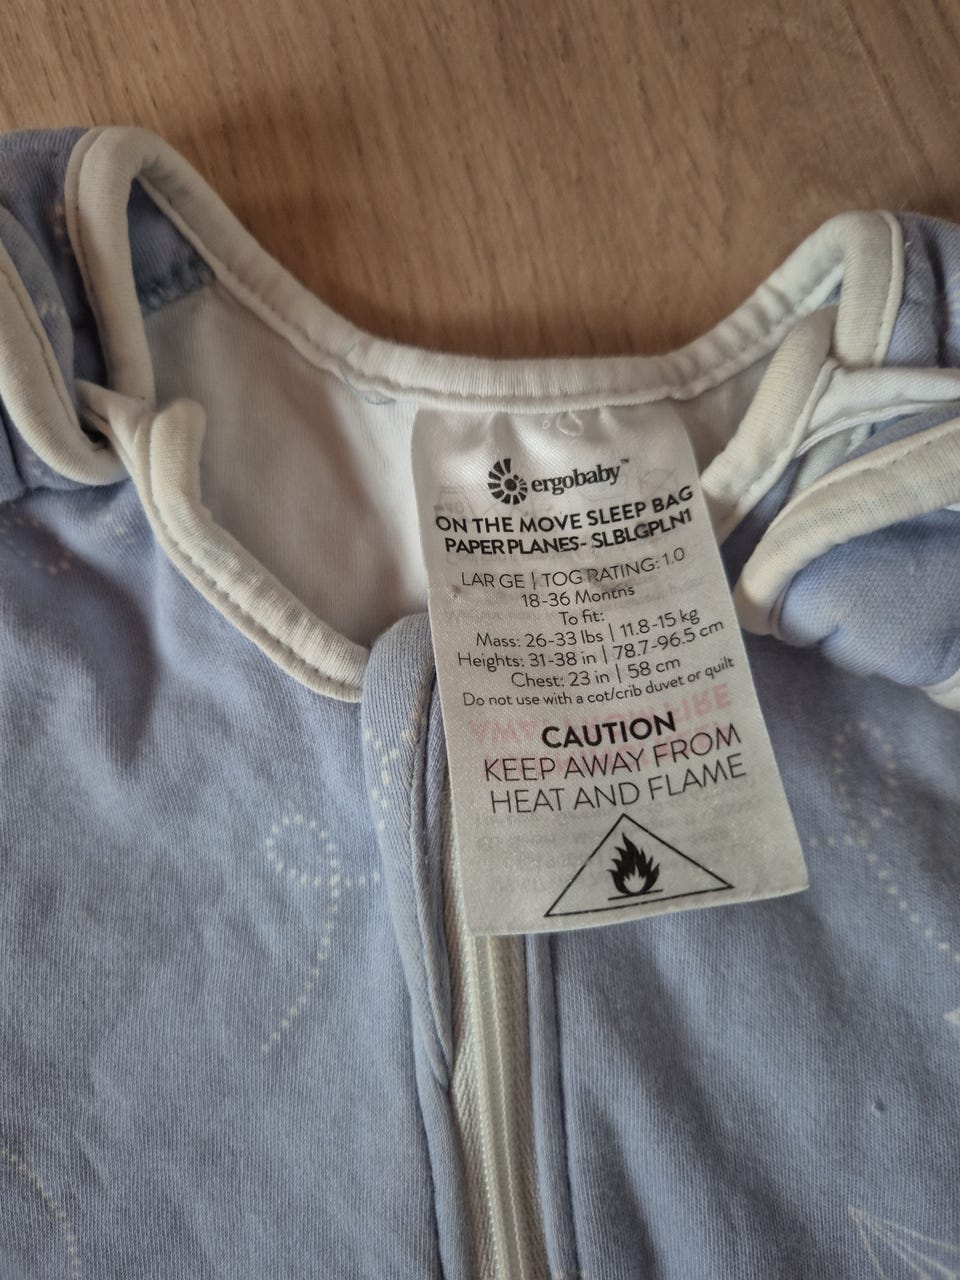 ergobaby™
ON THE MOVE SLEEP BAG
PAPER PLANES- SLBLGPLN1
LARGE | TOG RATING: 1.0
18-36 Months
To fit:
Mass: 26-33 lbs | 11.8-15 kg
Heights: 31-38 in | 78.7-96.5 cm
Chest: 23 in | 58 cm
Do not use with a cot/crib duvet or quilt
CAUTION
KEEP AWAY FROM
HEAT AND FLAME